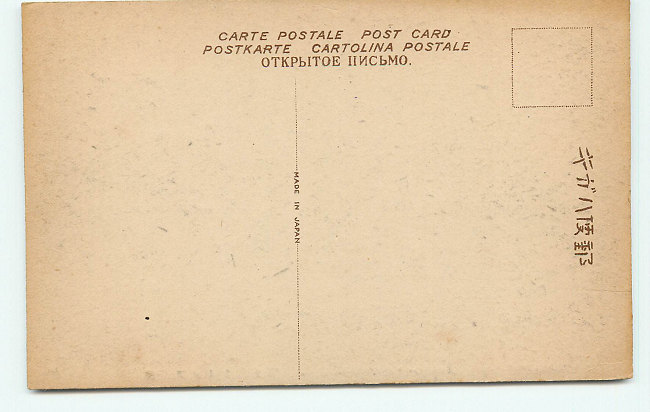 CARTE POSTALE POST CARD
POSTKARTE CARTOLINA POSTALE
ОТКРЫТОЕ ПИСЬМО.
MADE IN JAPAN
郵便ハガキ